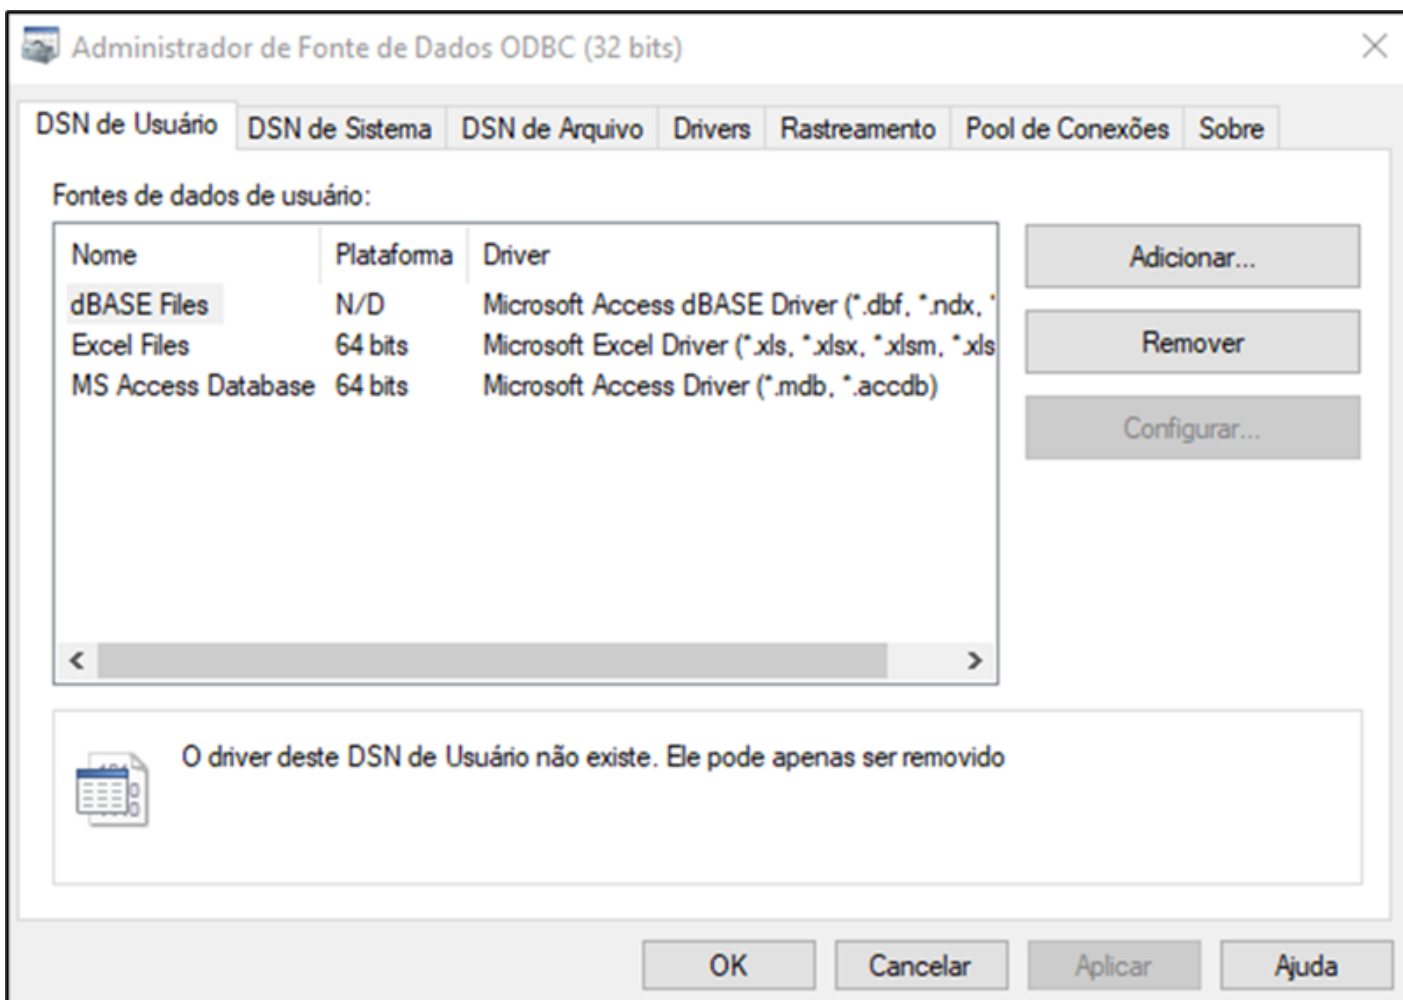 Administrador de Fonte de Dados ODBC (32 bits)
DSN de Usuário DSN de Sistema DSN de Arquivo Drivers Rastreamento Pool de Conexões Sobre
Fontes de dados de usuário:
Nome Plataforma Driver
dBASE Files N/D Microsoft Access dBASE Driver (*.dbf, *.ndx, *
Excel Files 64 bits Microsoft Excel Driver (*.xls, *.xlsx, *.xlsm, *.xls
MS Access Database 64 bits Microsoft Access Driver (*.mdb, *.accdb)
Adicionar...
Remover
Configurar...
O driver deste DSN de Usuário não existe. Ele pode apenas ser removido
OK Cancelar Aplicar Ajuda